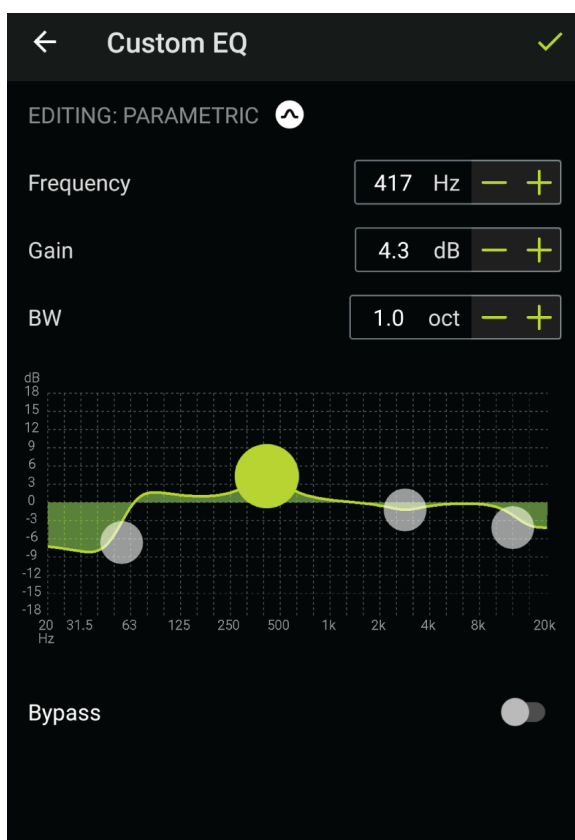 Custom EQ
EDITING: PARAMETRIC
Frequency 417 Hz
Gain 4.3 dB
BW 1.0 oct
dB
18
15
12
9
6
3
0
-3
-6
-9
-12
-15
-18
20 31.5 63 125 250 500 1k 2k 4k 8k 20k
Hz
Bypass